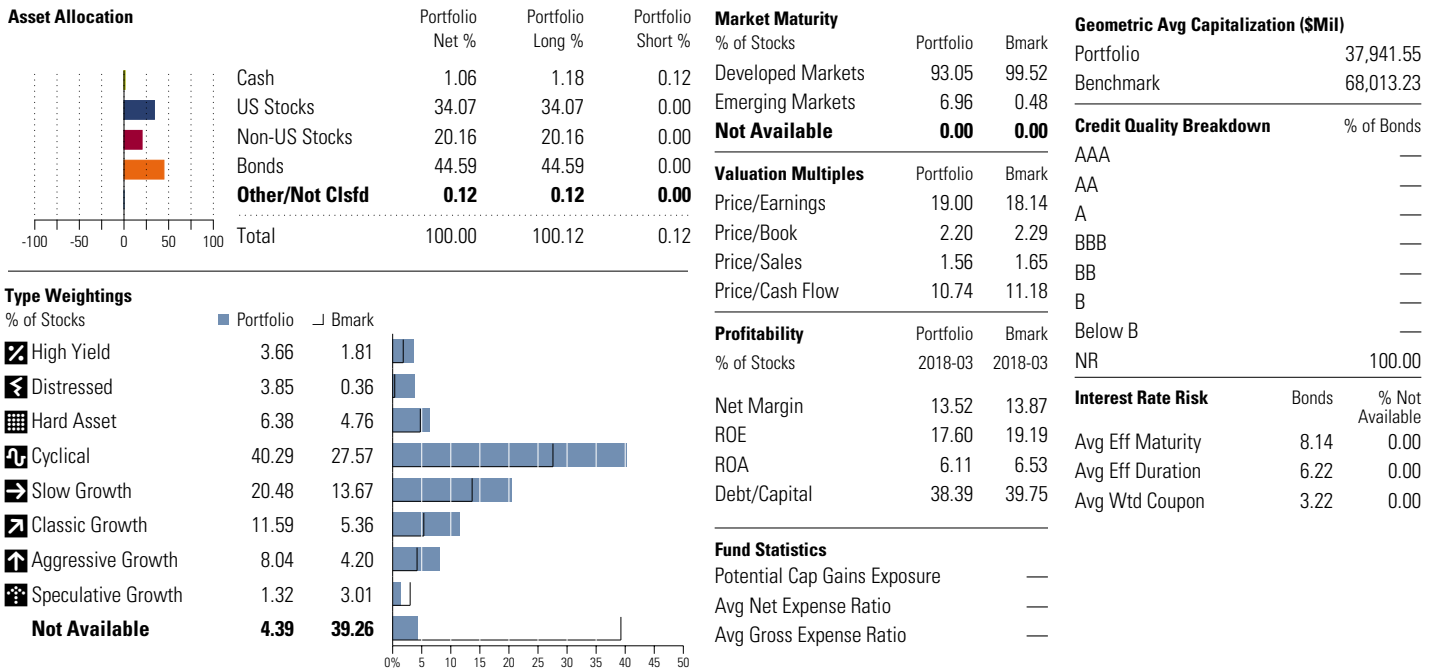 Asset Allocation
Portfolio Net % Portfolio Long % Portfolio Short %
Cash 1.06 1.18 0.12
US Stocks 34.07 34.07 0.00
Non-US Stocks 20.16 20.16 0.00
Bonds 44.59 44.59 0.00
Other/Not Clsfd 0.12 0.12 0.00
Total 100.00 100.12 0.12
-100 -50 0 50 100
Type Weightings
% of Stocks Portfolio Bmark
High Yield 3.66 1.81
Distressed 3.85 0.36
Hard Asset 6.38 4.76
Cyclical 40.29 27.57
Slow Growth 20.48 13.67
Classic Growth 11.59 5.36
Aggressive Growth 8.04 4.20
Speculative Growth 1.32 3.01
Not Available 4.39 39.26
0% 5 10 15 20 25 30 35 40 45 50
Market Maturity
% of Stocks Portfolio Bmark
Developed Markets 93.05 99.52
Emerging Markets 6.96 0.48
Not Available 0.00 0.00
Valuation Multiples Portfolio Bmark
Price/Earnings 19.00 18.14
Price/Book 2.20 2.29
Price/Sales 1.56 1.65
Price/Cash Flow 10.74 11.18
Profitability Portfolio Bmark
% of Stocks 2018-03 2018-03
Net Margin 13.52 13.87
ROE 17.60 19.19
ROA 6.11 6.53
Debt/Capital 38.39 39.75
Fund Statistics
Potential Cap Gains Exposure —
Avg Net Expense Ratio —
Avg Gross Expense Ratio —
Geometric Avg Capitalization ($Mil)
Portfolio 37,941.55
Benchmark 68,013.23
Credit Quality Breakdown % of Bonds
AAA —
AA —
A —
BBB —
BB —
B —
Below B —
NR 100.00
Interest Rate Risk Bonds % Not Available
Avg Eff Maturity 8.14 0.00
Avg Eff Duration 6.22 0.00
Avg Wtd Coupon 3.22 0.00